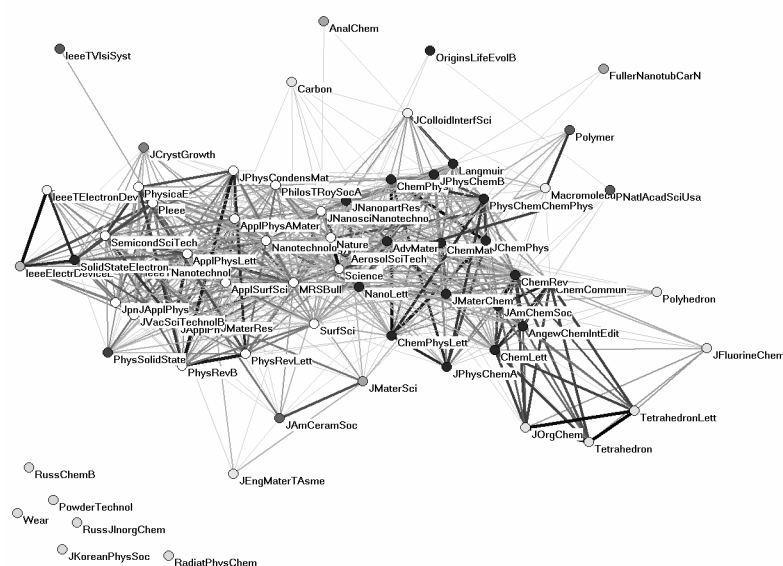 AnalChem
IeeeTVlsiSyst
OriginsLifeEvolB
FullerNanotubCarN
Carbon
JColloidInterfSci
Polymer
JCrystGrowth
Langmuir
JPhysCondensMat
ChemPhys
JPhysChemB
PhilosTRoySocA
IeeeTElectronDev
PhysicaE
Macromolecu
PNatlAcadSciUsa
PIeee
JNanopartRes
PhysChemChemPhys
JNanosciNanotechno
ApplPhysAMater
SemicondSciTech
Nanotechnolo
Nature
AdvMater
ChemMat
JChemPhys
ApplPhysLett
AerosolSciTech
IeeeElectrDeviceL
SolidStateElectron
Nanotechnol
Science
ChemRev
ApplSurfSci
MRSBull
NanoLett
JMaterChem
ChemCommun
Polyhedron
JpnJApplPhys
JAmChemSoc
JVacSciTechnolB
JMaterRes
SurfSci
AngewChemIntEdit
ChemPhysLett
PhysSolidState
PhysRevLett
ChemLett
JFluorineChem
PhysRevB
JPhysChemA
JMaterSci
TetrahedronLett
JAmCeramSoc
JOrgChem
Tetrahedron
RussChemB
JEngMaterTAsme
PowderTechnol
Wear
RussJInorgChem
JKoreanPhysSoc
RadiatPhysChem